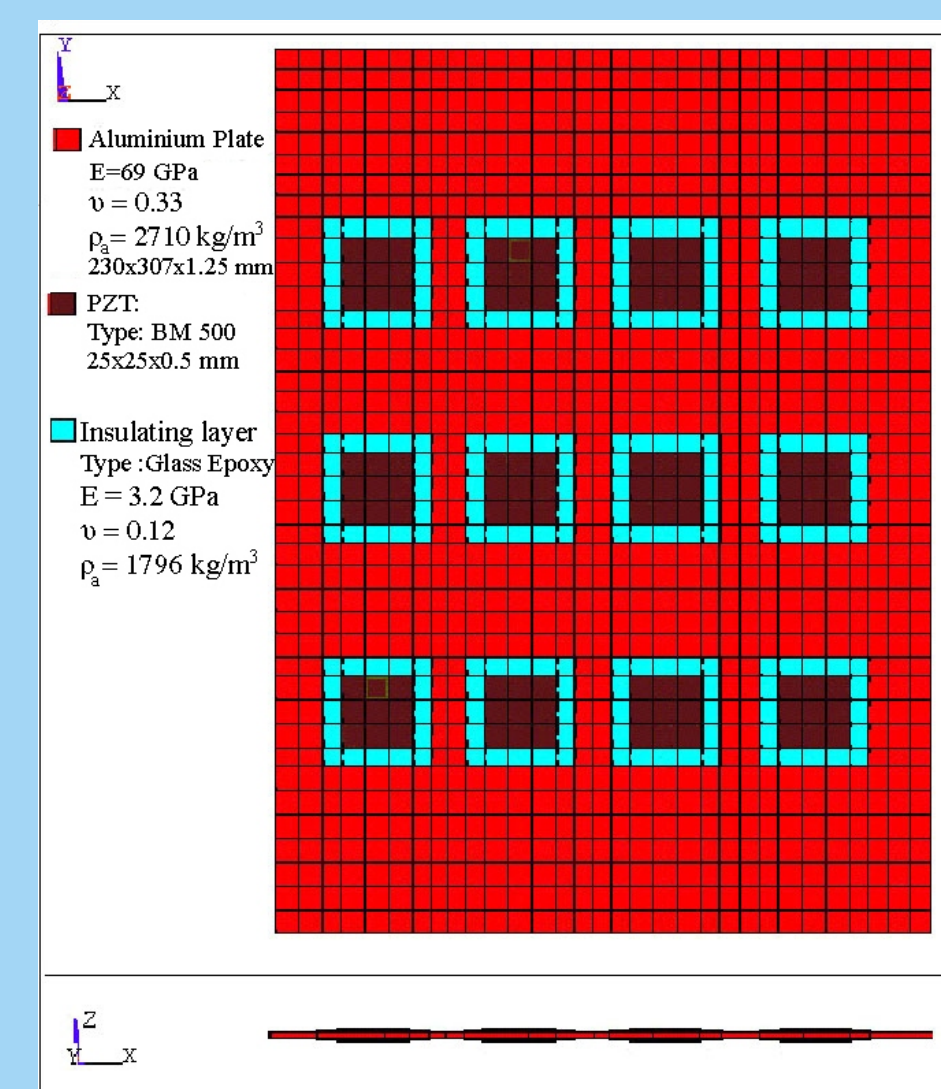 Y
X
Aluminium Plate
E=69 GPa
υ = 0.33
ρₐ= 2710 kg/m³
230x307x1.25 mm
PZT:
Type: BM 500
25x25x0.5 mm
Insulating layer
Type :Glass Epoxy
E = 3.2 GPa
υ = 0.12
ρₐ= 1796 kg/m³
Z
Y X